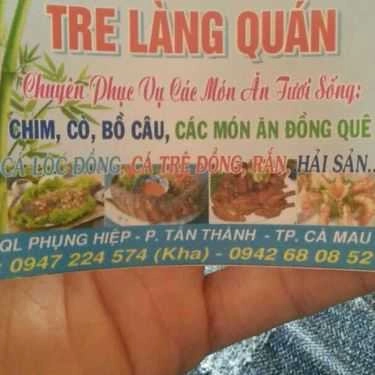 TRE LÀNG QUÁN
Chuyên Phục Vụ Các Món Ăn Tươi Sống:
CHIM, CÒ, BỒ CÂU, CÁC MÓN ĂN ĐỒNG QUÊ
CÁ LÓC ĐỒNG, CÁ TRÊ ĐỒNG, RẮN, HẢI SẢN...
QL PHỤNG HIỆP - P. TÂN THÀNH - TP. CÀ MAU
0947 224 574 (Kha) - 0942 68 08 52